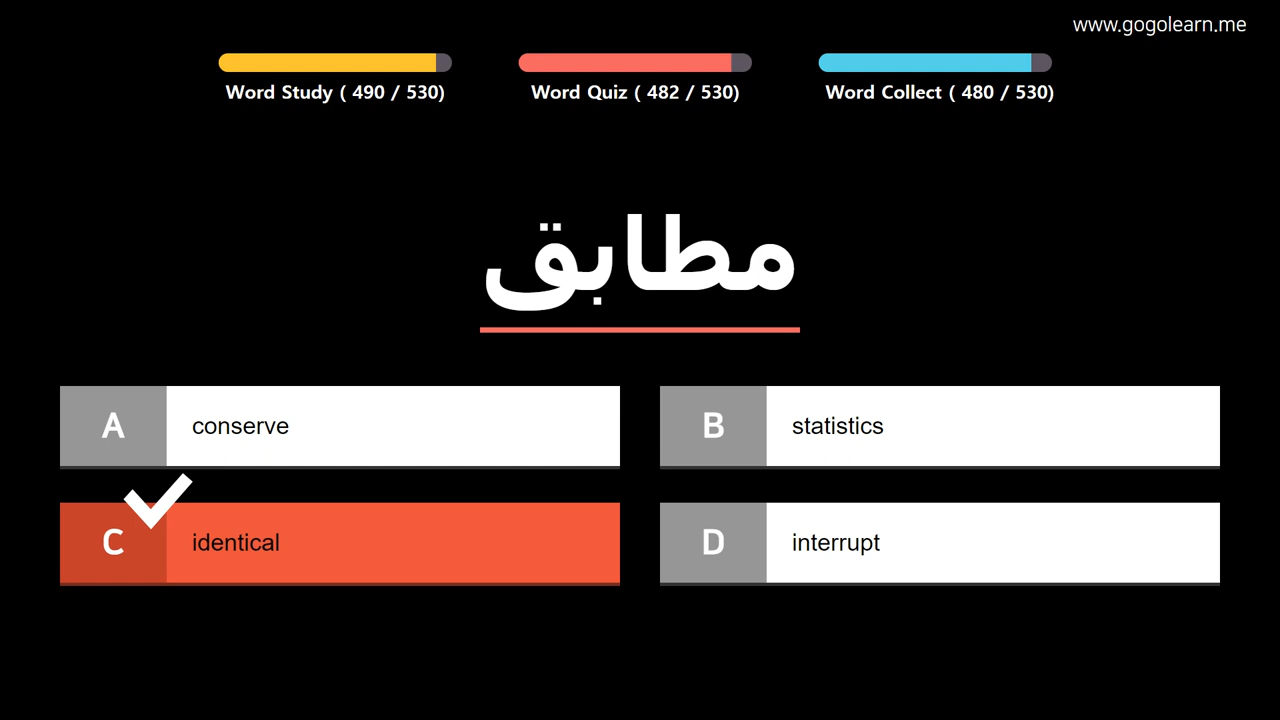 www.gogolearn.me
Word Study ( 490 / 530)
Word Quiz ( 482 / 530)
Word Collect ( 480 / 530)
مطابق
A conserve
B statistics
C identical
D interrupt